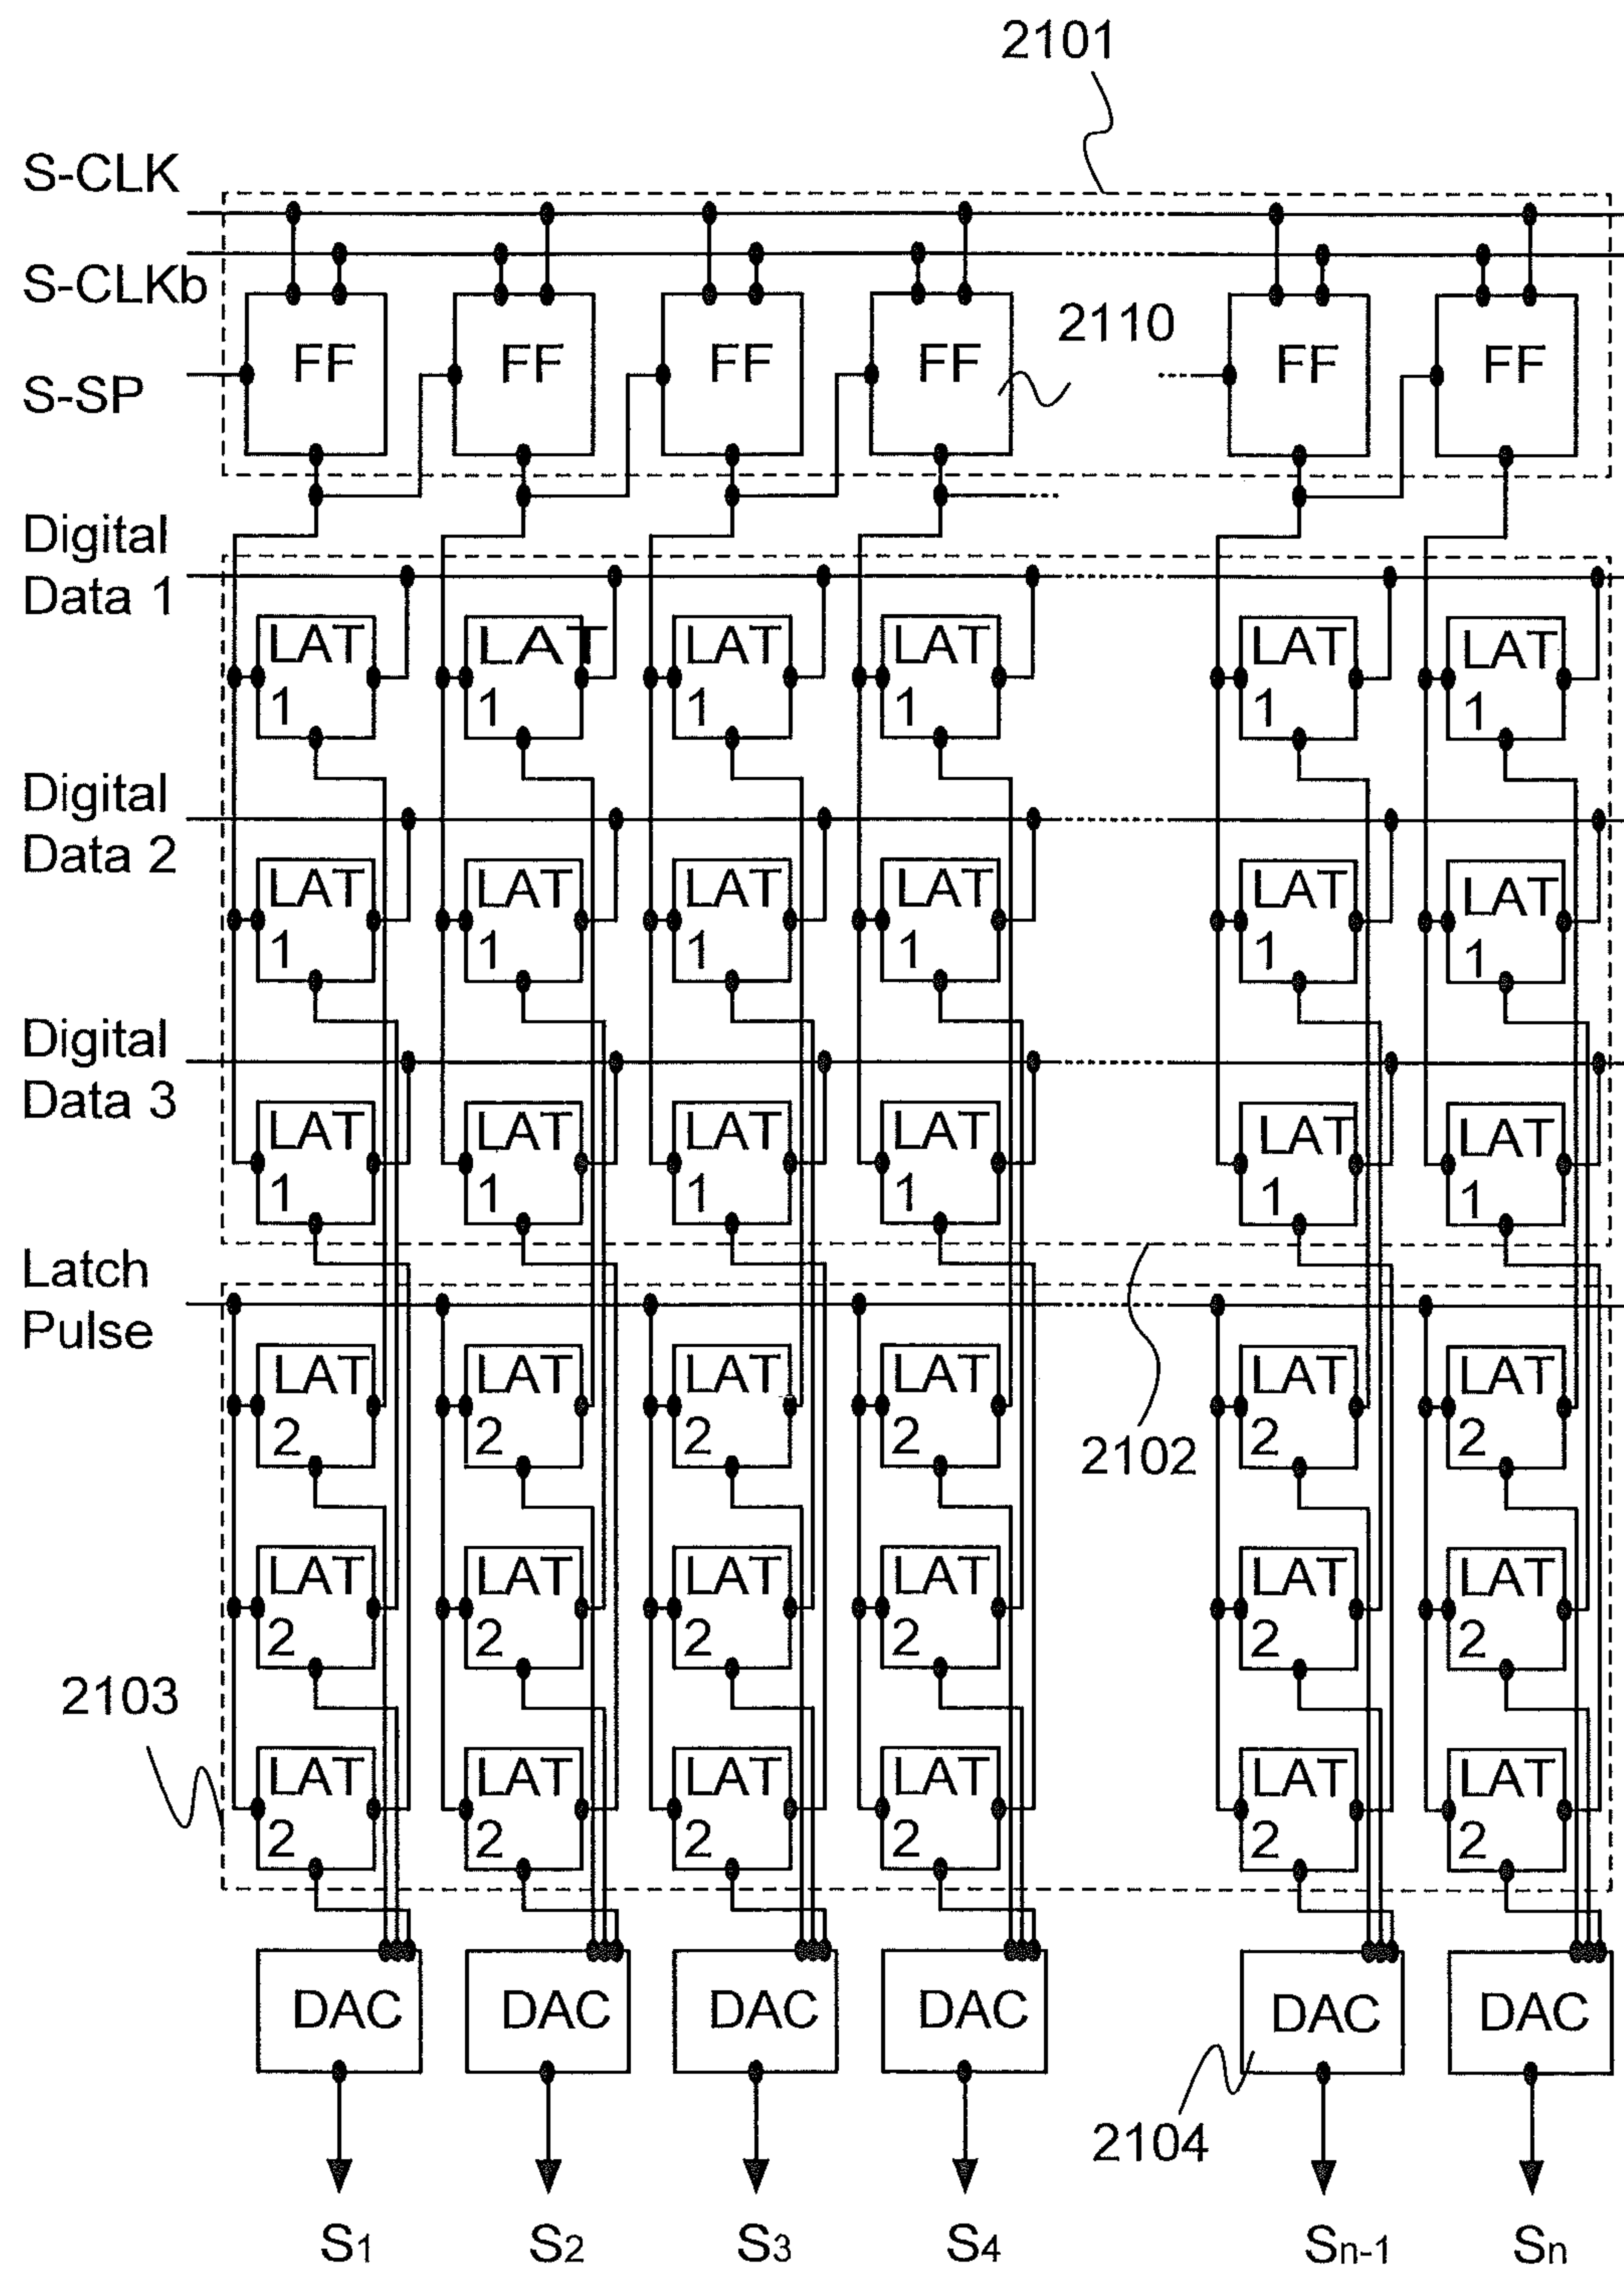 2101
S-CLK
S-CLKb
2110
FF FF FF FF FF FF
S-SP
Digital
Data 1
LAT LAT LAT LAT LAT LAT
1 1 1 1 1 1
Digital
Data 2
LAT LAT LAT LAT LAT LAT
1 1 1 1 1 1
Digital
Data 3
LAT LAT LAT LAT LAT LAT
1 1 1 1 1 1
Latch
Pulse
LAT LAT LAT LAT LAT LAT
2 2 2 2 2 2
2102
LAT LAT LAT LAT LAT LAT
2 2 2 2 2 2
2103
LAT LAT LAT LAT LAT LAT
2 2 2 2 2 2
DAC DAC DAC DAC DAC DAC
2104
S1 S2 S3 S4 Sn-1 Sn